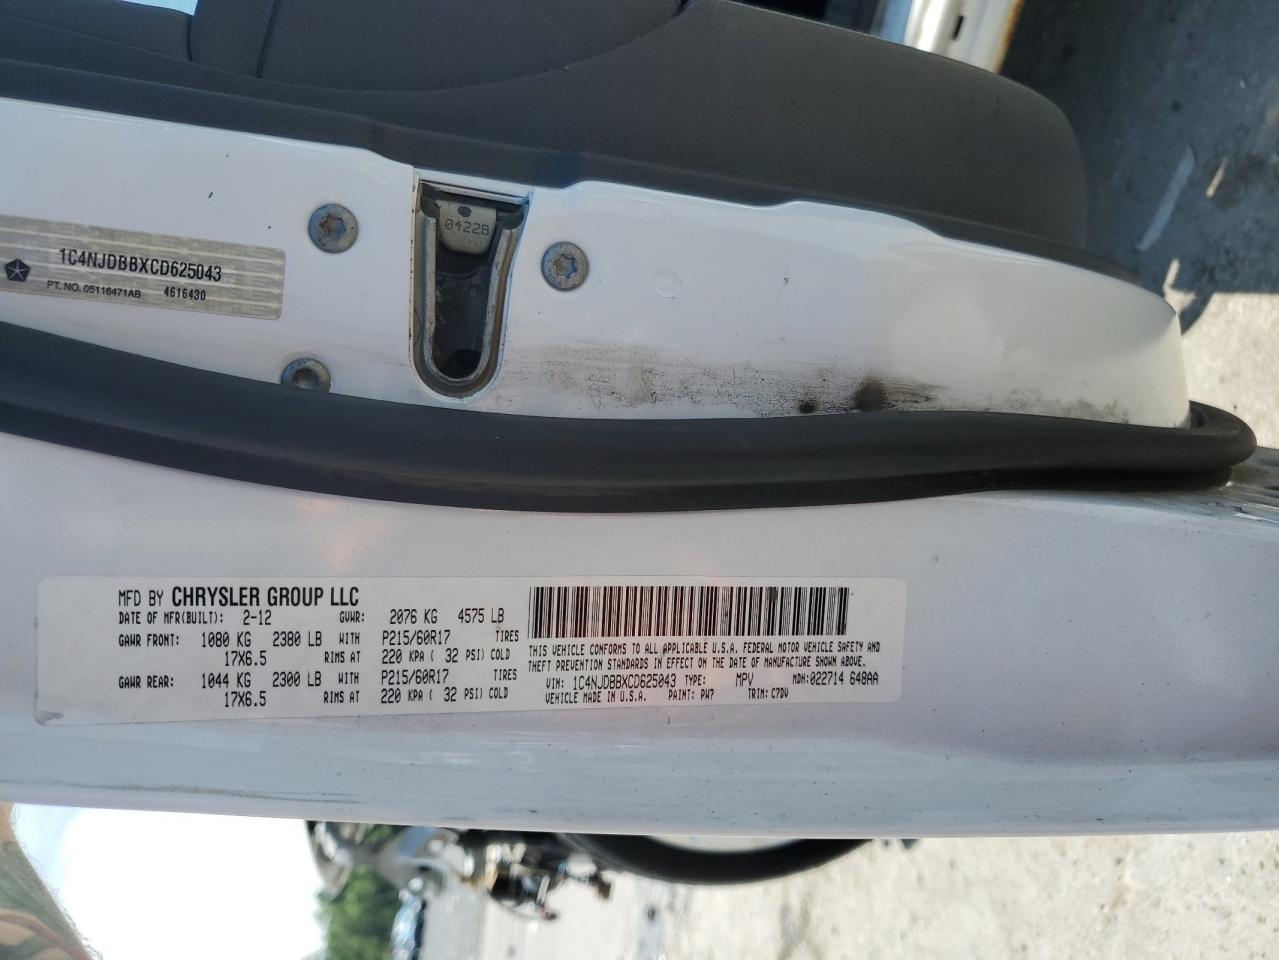 0422B
1C4NJDBBXCD625043
PT. NO. 05116471AB 4616430
MFD BY CHRYSLER GROUP LLC
DATE OF MFR(BUILT): 2-12 GVWR: 2076 KG 4575 LB
GAWR FRONT: 1080 KG 2380 LB WITH P215/60R17 TIRES
17X6.5 RIMS AT 220 KPA ( 32 PSI) COLD
GAWR REAR: 1044 KG 2300 LB WITH P215/60R17 TIRES
17X6.5 RIMS AT 220 KPA ( 32 PSI) COLD
THIS VEHICLE CONFORMS TO ALL APPLICABLE U.S.A. FEDERAL MOTOR VEHICLE SAFETY AND
THEFT PREVENTION STANDARDS IN EFFECT ON THE DATE OF MANUFACTURE SHOWN ABOVE.
VIN: 1C4NJDBBXCD625043 TYPE: MPV MDH:022714 648AA
VEHICLE MADE IN U.S.A. PAINT: PW7 TRIM: C7DV